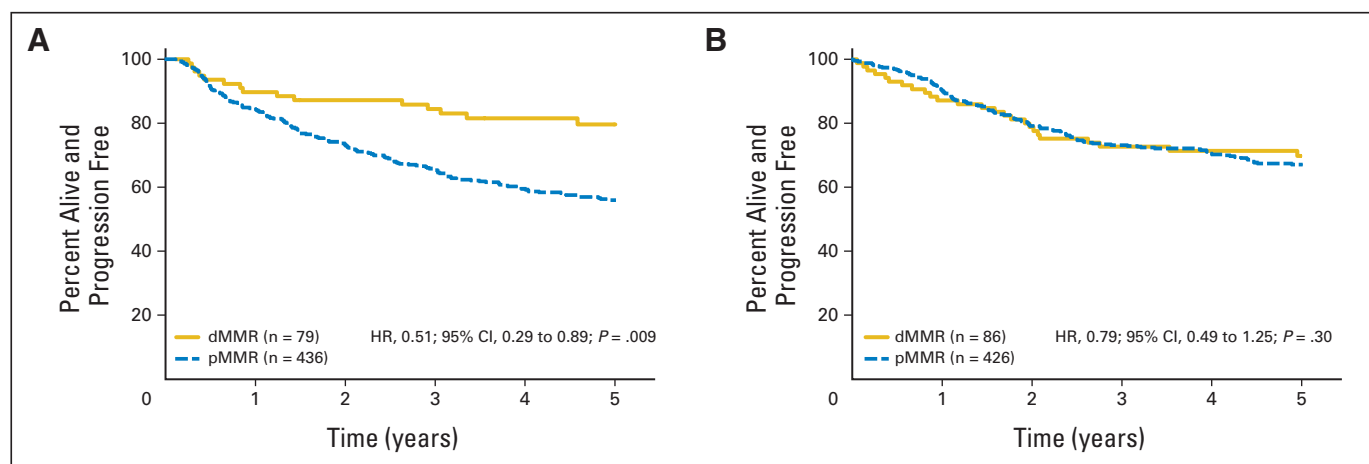 A
Percent Alive and
Progression Free
100
80
60
40
20
0
1
2
3
4
5
Time (years)
dMMR (n = 79)
pMMR (n = 436)
HR, 0.51; 95% CI, 0.29 to 0.89; P = .009
B
Percent Alive and
Progression Free
100
80
60
40
20
0
1
2
3
4
5
Time (years)
dMMR (n = 86)
pMMR (n = 426)
HR, 0.79; 95% CI, 0.49 to 1.25; P = .30